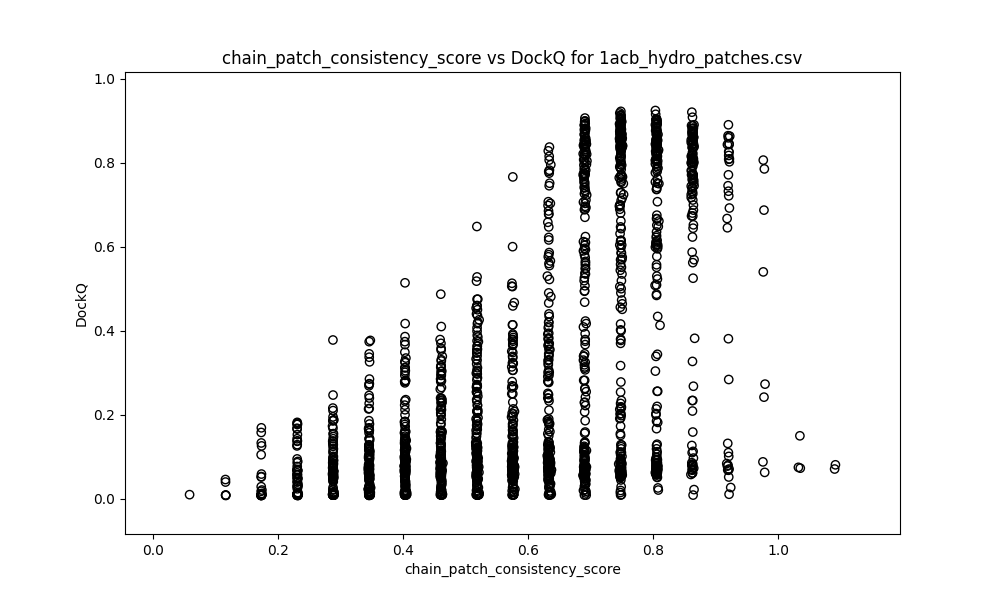 chain_patch_consistency_score vs DockQ for 1acb_hydro_patches.csv
DockQ
1.0
0.8
0.6
0.4
0.2
0.0
0.0 0.2 0.4 0.6 0.8 1.0
chain_patch_consistency_score